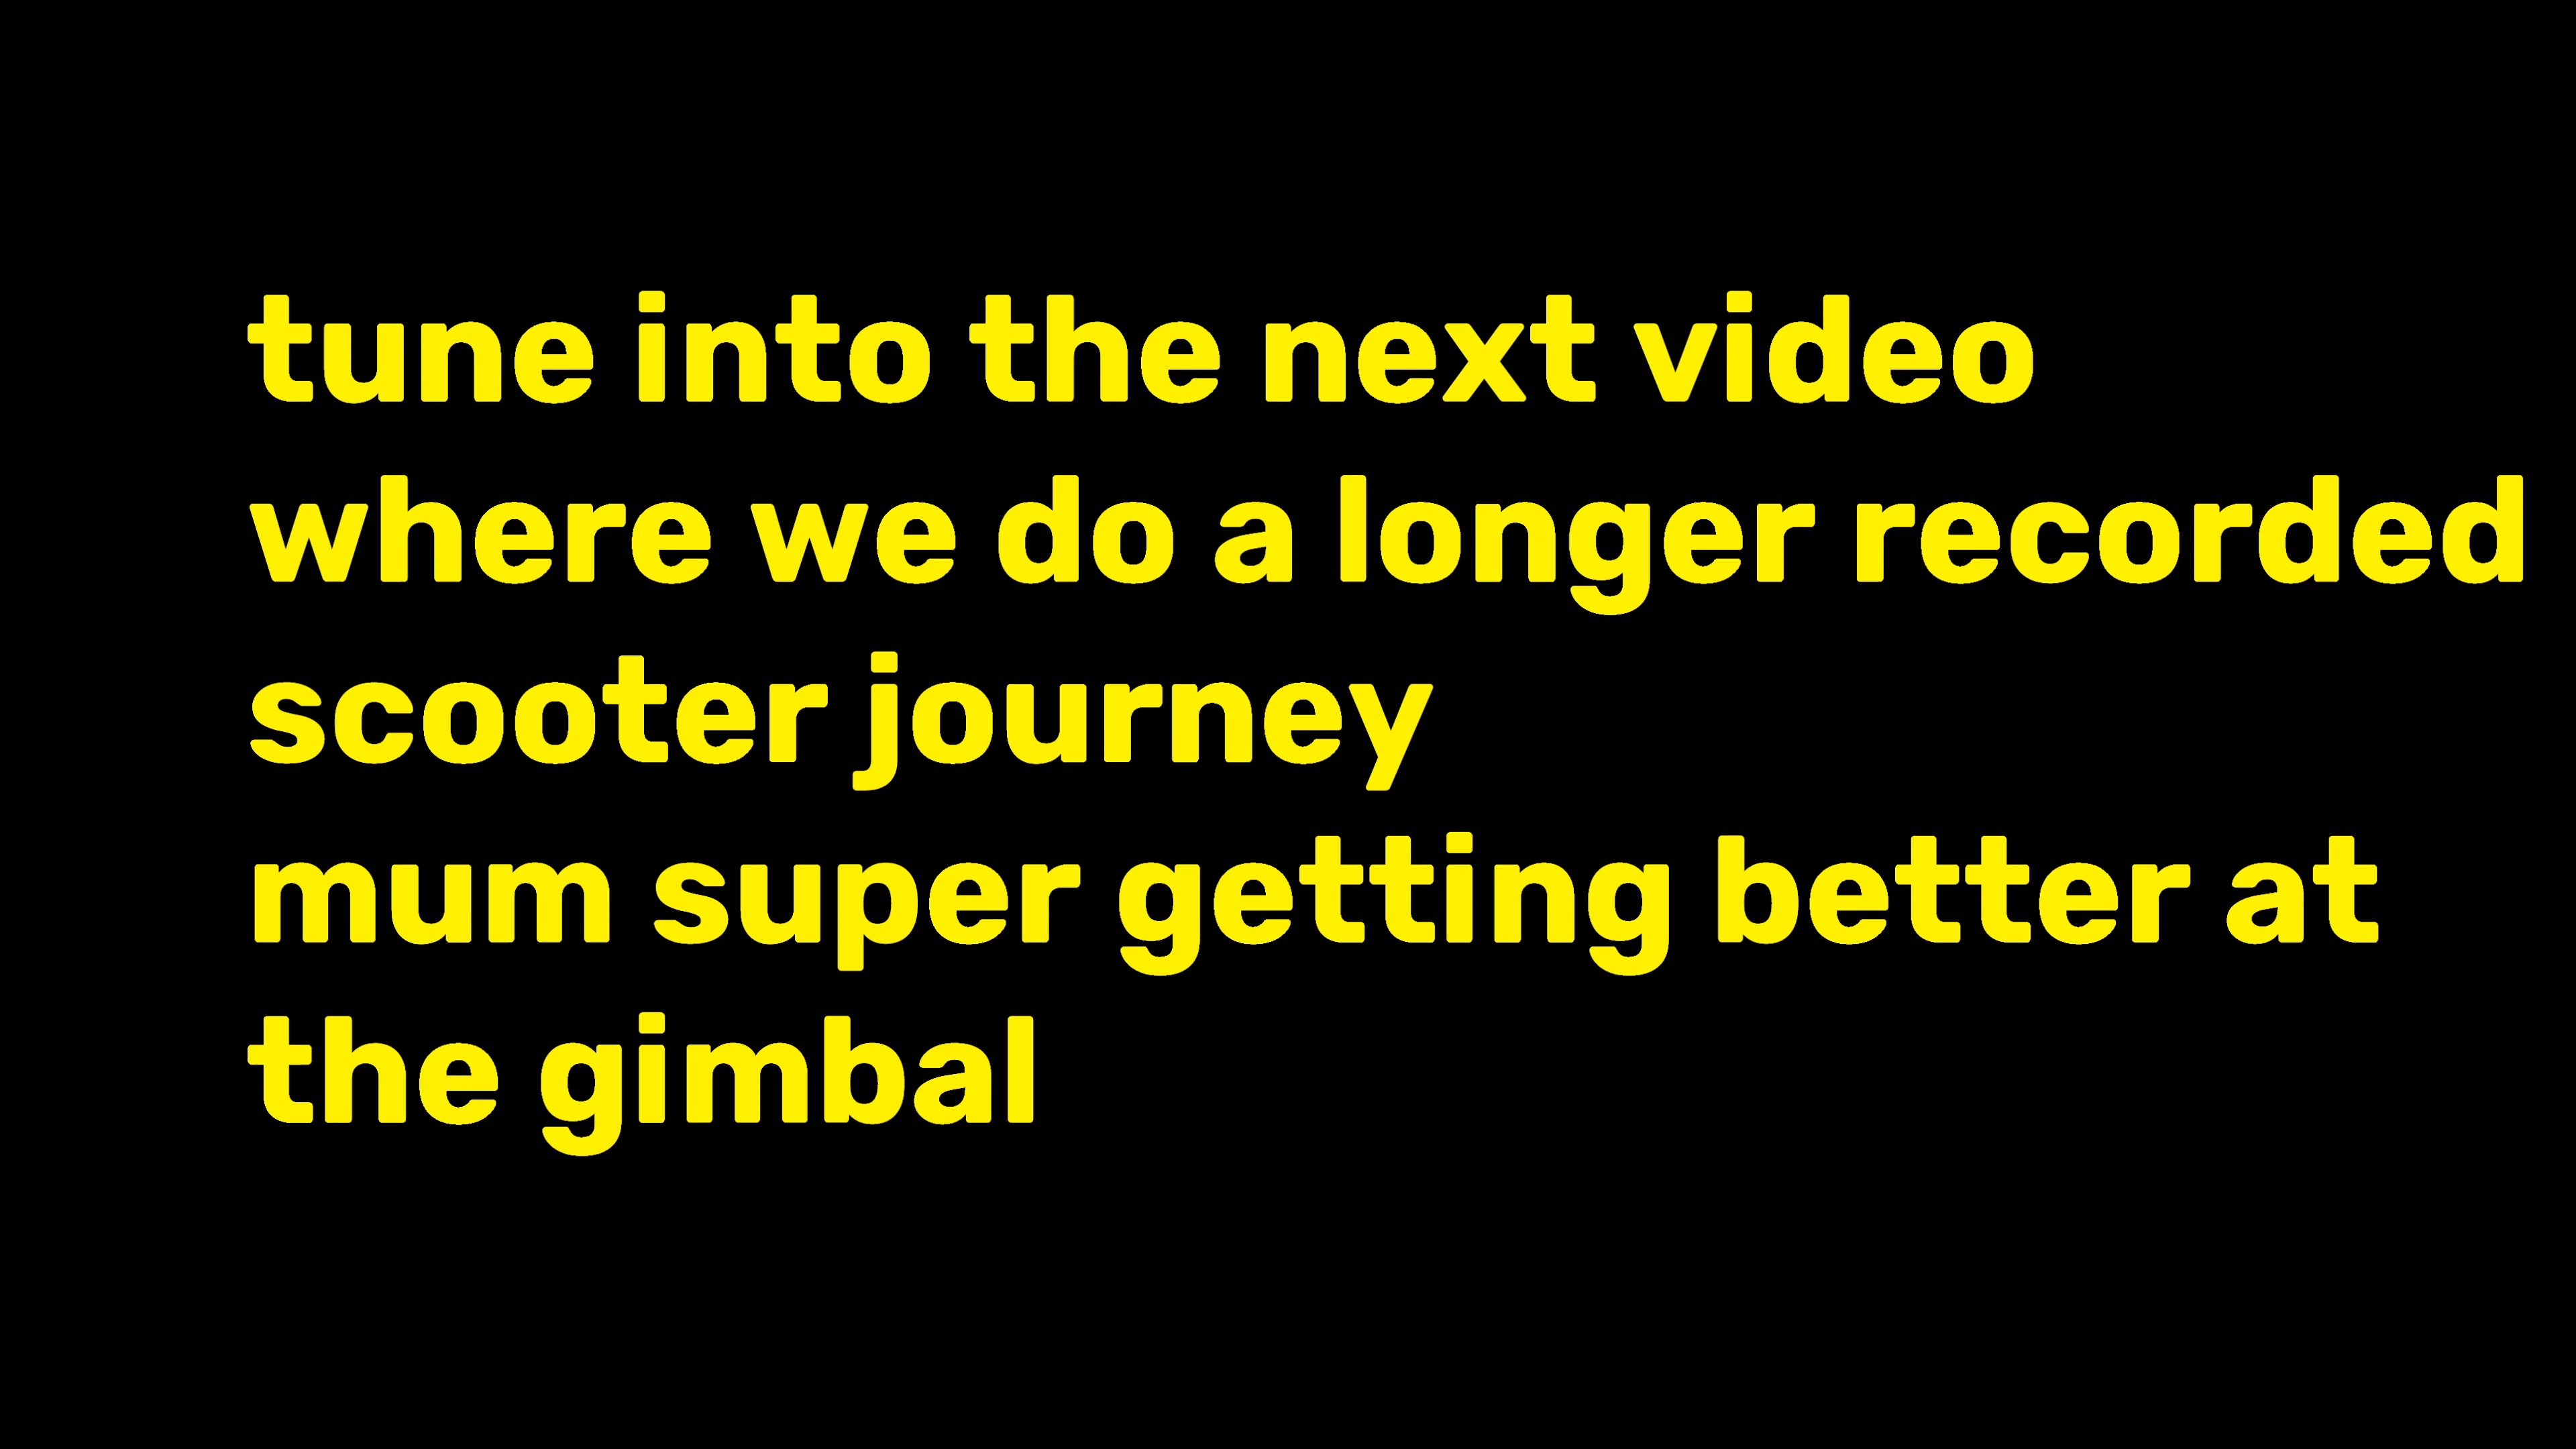 tune into the next video
where we do a longer recorded
scooter journey
mum super getting better at
the gimbal